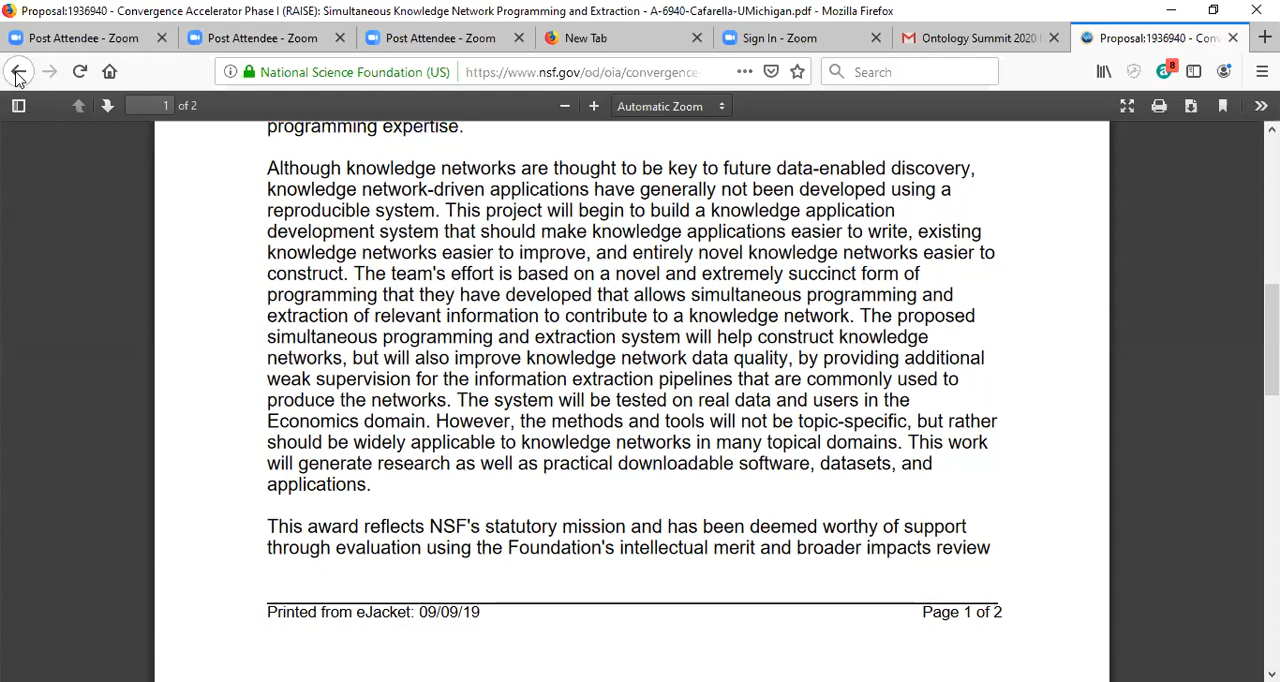 Proposal:1936940 - Convergence Accelerator Phase I (RAISE): Simultaneous Knowledge Network Programming and Extraction - A-6940-Cafarella-UMichigan.pdf - Mozilla Firefox
Post Attendee - Zoom
Post Attendee - Zoom
Post Attendee - Zoom
New Tab
Sign In - Zoom
Ontology Summit 2020
Proposal:1936940 - Conv
National Science Foundation (US)
https://www.nsf.gov/od/oia/convergence-
Search
8
1 of 2
Automatic Zoom
programming expertise.
Although knowledge networks are thought to be key to future data-enabled discovery,
knowledge network-driven applications have generally not been developed using a
reproducible system. This project will begin to build a knowledge application
development system that should make knowledge applications easier to write, existing
knowledge networks easier to improve, and entirely novel knowledge networks easier to
construct. The team's effort is based on a novel and extremely succinct form of
programming that they have developed that allows simultaneous programming and
extraction of relevant information to contribute to a knowledge network. The proposed
simultaneous programming and extraction system will help construct knowledge
networks, but will also improve knowledge network data quality, by providing additional
weak supervision for the information extraction pipelines that are commonly used to
produce the networks. The system will be tested on real data and users in the
Economics domain. However, the methods and tools will not be topic-specific, but rather
should be widely applicable to knowledge networks in many topical domains. This work
will generate research as well as practical downloadable software, datasets, and
applications.
This award reflects NSF's statutory mission and has been deemed worthy of support
through evaluation using the Foundation's intellectual merit and broader impacts review
Printed from eJacket: 09/09/19
Page 1 of 2